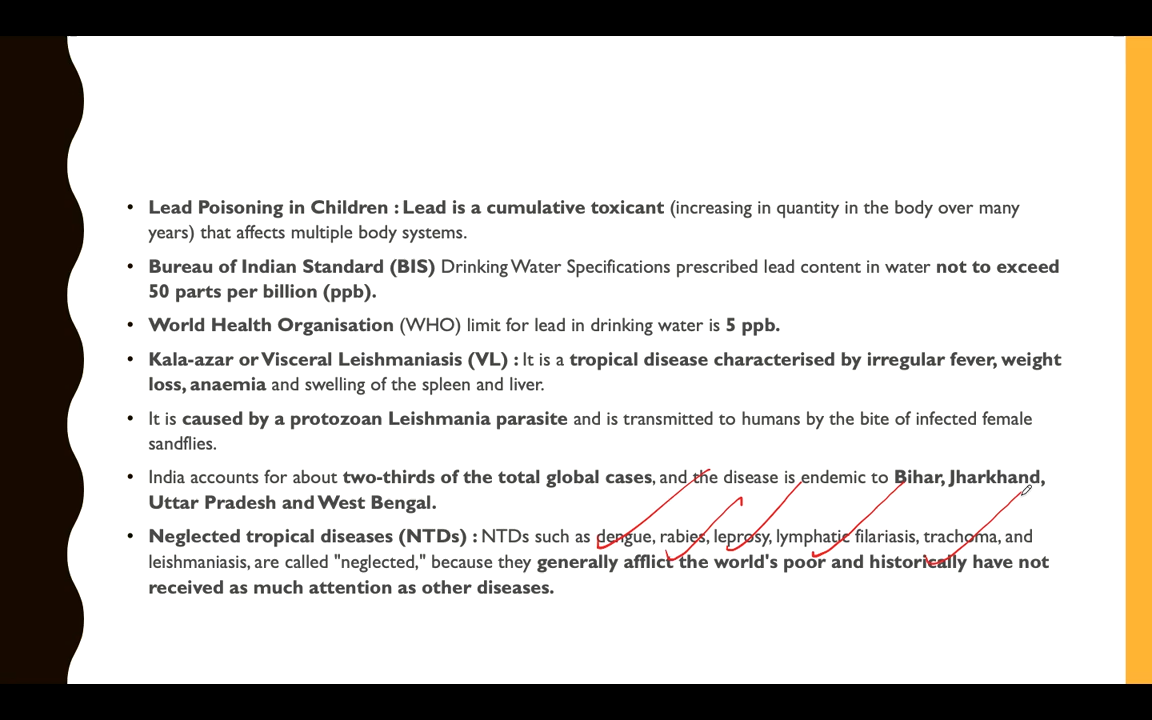 • Lead Poisoning in Children : Lead is a cumulative toxicant (increasing in quantity in the body over many
years) that affects multiple body systems.
• Bureau of Indian Standard (BIS) Drinking Water Specifications prescribed lead content in water not to exceed
50 parts per billion (ppb).
• World Health Organisation (WHO) limit for lead in drinking water is 5 ppb.
• Kala-azar or Visceral Leishmaniasis (VL) : It is a tropical disease characterised by irregular fever, weight
loss, anaemia and swelling of the spleen and liver.
• It is caused by a protozoan Leishmania parasite and is transmitted to humans by the bite of infected female
sandflies.
• India accounts for about two-thirds of the total global cases, and the disease is endemic to Bihar, Jharkhand,
Uttar Pradesh and West Bengal.
• Neglected tropical diseases (NTDs) : NTDs such as dengue, rabies, leprosy, lymphatic filariasis, trachoma, and
leishmaniasis, are called "neglected," because they generally afflict the world's poor and historically have not
received as much attention as other diseases.